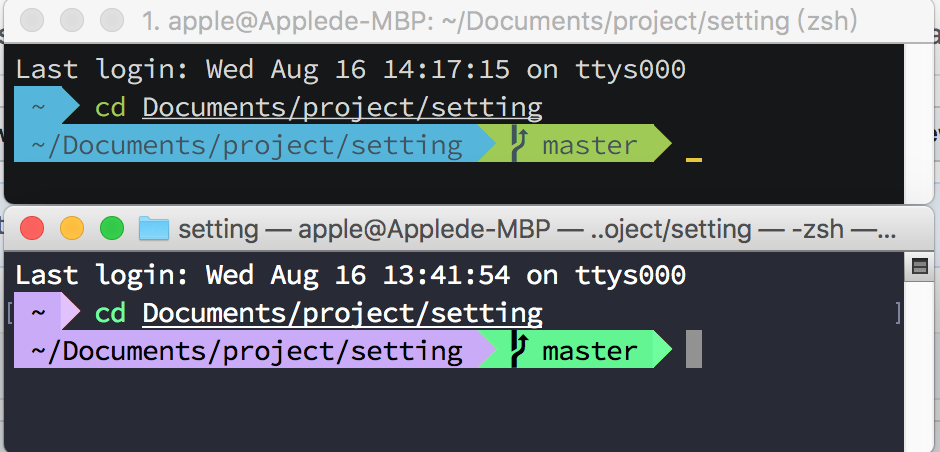 1. apple@Applede-MBP: ~/Documents/project/setting (zsh)
Last login: Wed Aug 16 14:17:15 on ttys000
~ cd Documents/project/setting
~/Documents/project/setting master
setting — apple@Applede-MBP — ..oject/setting — -zsh —...
Last login: Wed Aug 16 13:41:54 on ttys000
[ ~ cd Documents/project/setting ]
~/Documents/project/setting master